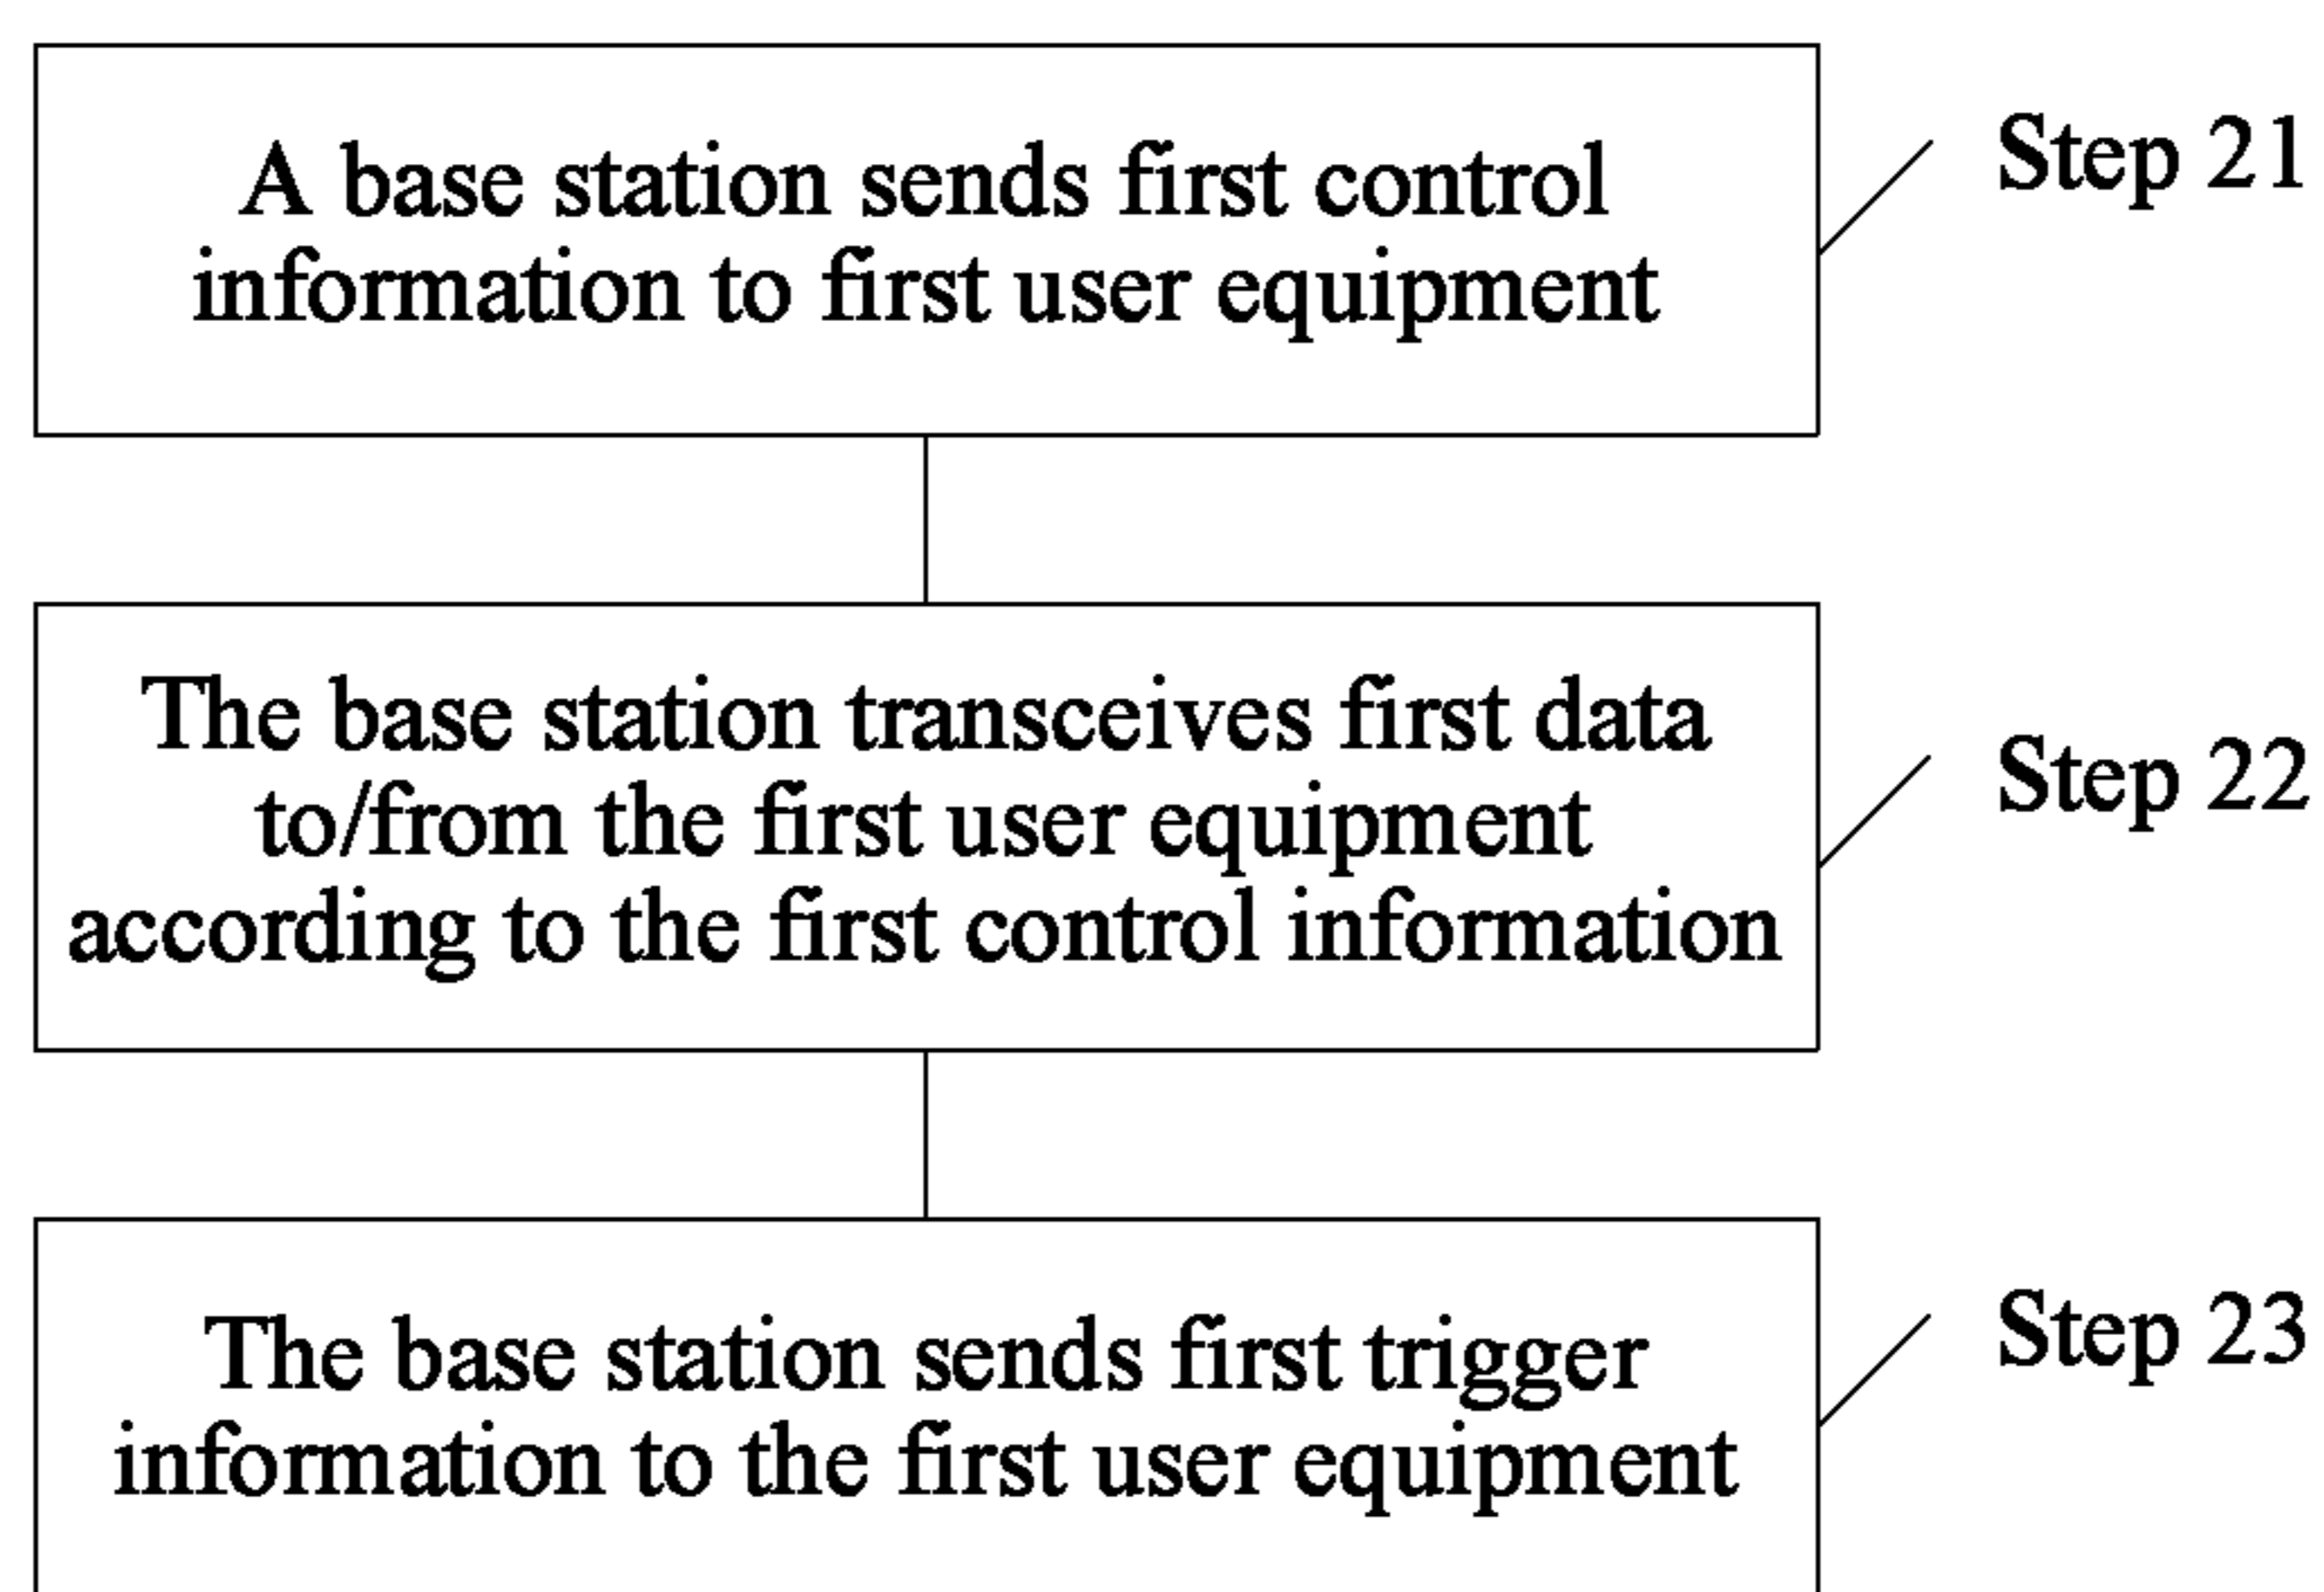 A base station sends first control
information to first user equipment
Step 21
The base station transceives first data
to/from the first user equipment
according to the first control information
Step 22
The base station sends first trigger
information to the first user equipment
Step 23